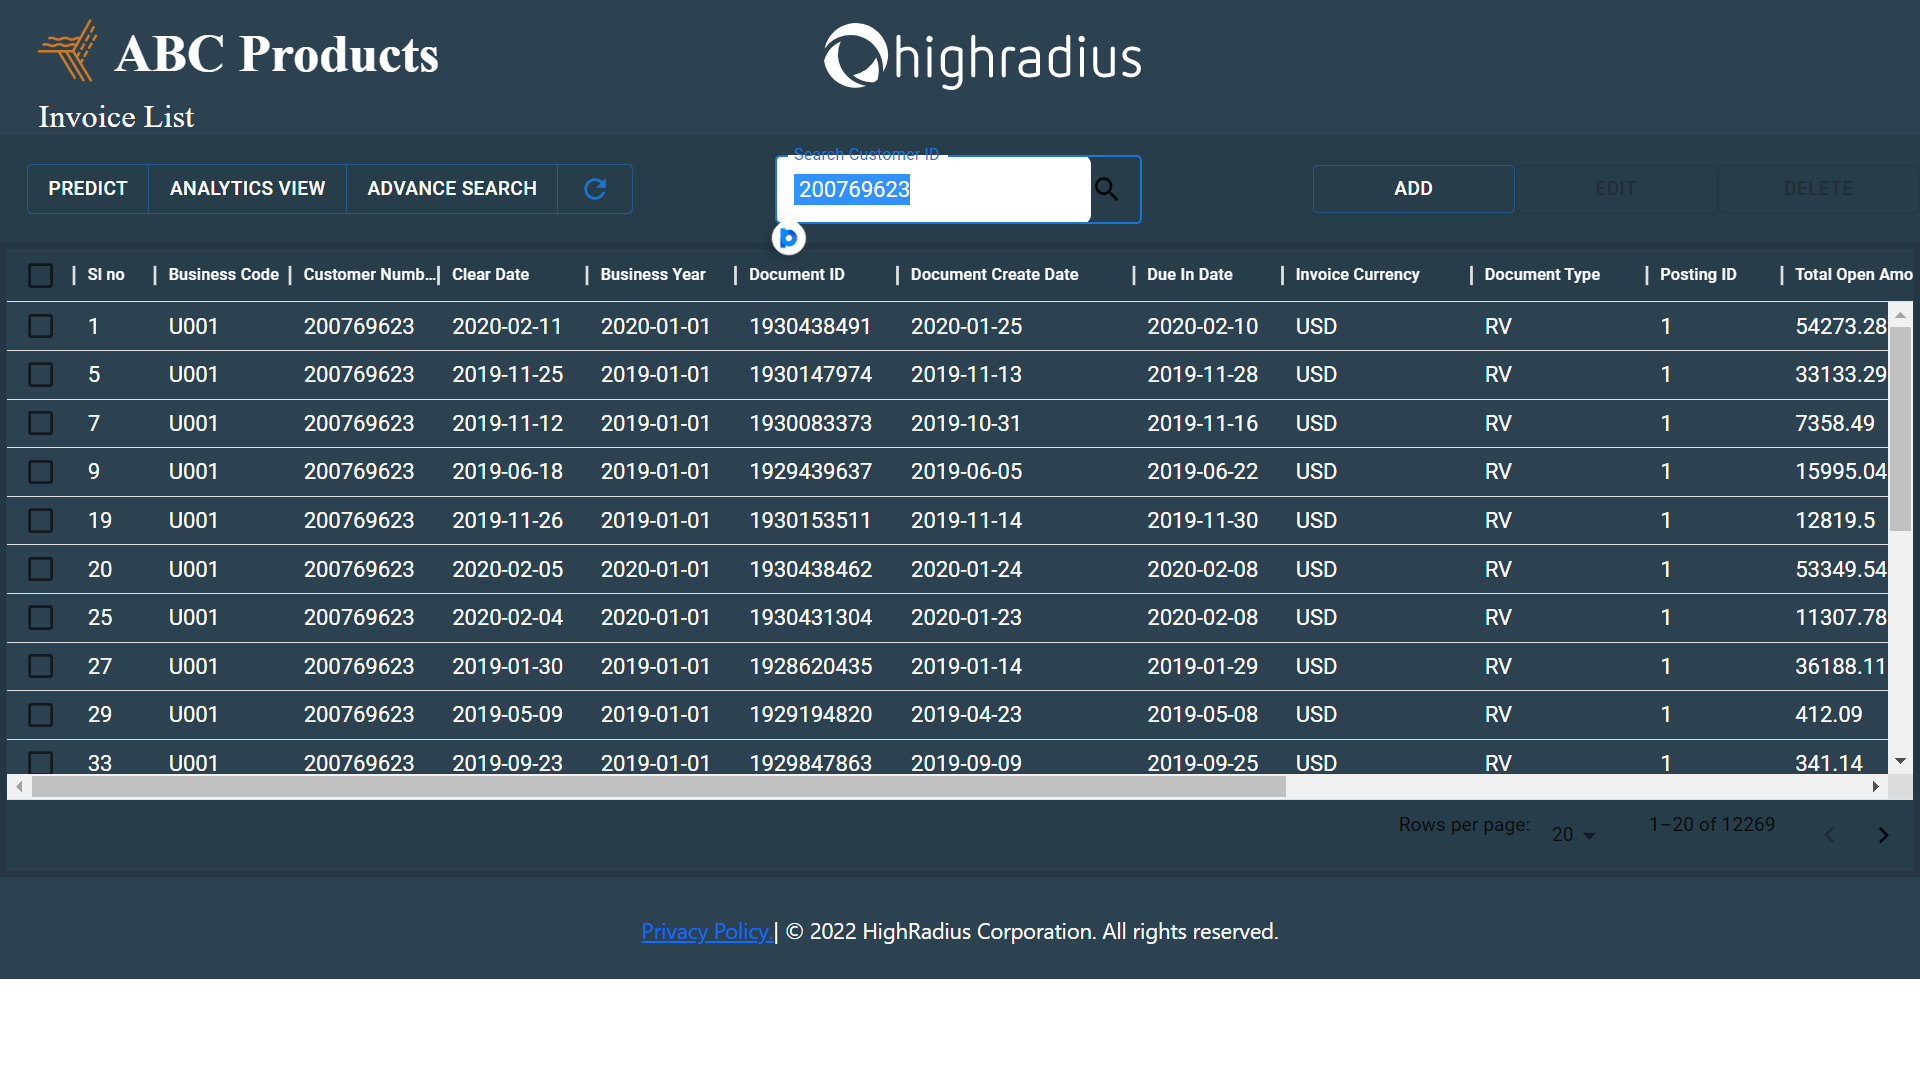 ABC Products
highradius
Invoice List
Search Customer ID
PREDICT ANALYTICS VIEW ADVANCE SEARCH 200769623 ADD EDIT DELETE
Sl no Business Code Customer Numb... Clear Date Business Year Document ID Document Create Date Due In Date Invoice Currency Document Type Posting ID Total Open Amo
1 U001 200769623 2020-02-11 2020-01-01 1930438491 2020-01-25 2020-02-10 USD RV 1 54273.28
5 U001 200769623 2019-11-25 2019-01-01 1930147974 2019-11-13 2019-11-28 USD RV 1 33133.29
7 U001 200769623 2019-11-12 2019-01-01 1930083373 2019-10-31 2019-11-16 USD RV 1 7358.49
9 U001 200769623 2019-06-18 2019-01-01 1929439637 2019-06-05 2019-06-22 USD RV 1 15995.04
19 U001 200769623 2019-11-26 2019-01-01 1930153511 2019-11-14 2019-11-30 USD RV 1 12819.5
20 U001 200769623 2020-02-05 2020-01-01 1930438462 2020-01-24 2020-02-08 USD RV 1 53349.54
25 U001 200769623 2020-02-04 2020-01-01 1930431304 2020-01-23 2020-02-08 USD RV 1 11307.78
27 U001 200769623 2019-01-30 2019-01-01 1928620435 2019-01-14 2019-01-29 USD RV 1 36188.11
29 U001 200769623 2019-05-09 2019-01-01 1929194820 2019-04-23 2019-05-08 USD RV 1 412.09
33 U001 200769623 2019-09-23 2019-01-01 1929847863 2019-09-09 2019-09-25 USD RV 1 341.14
Rows per page: 20 1–20 of 12269
Privacy Policy | © 2022 HighRadius Corporation. All rights reserved.